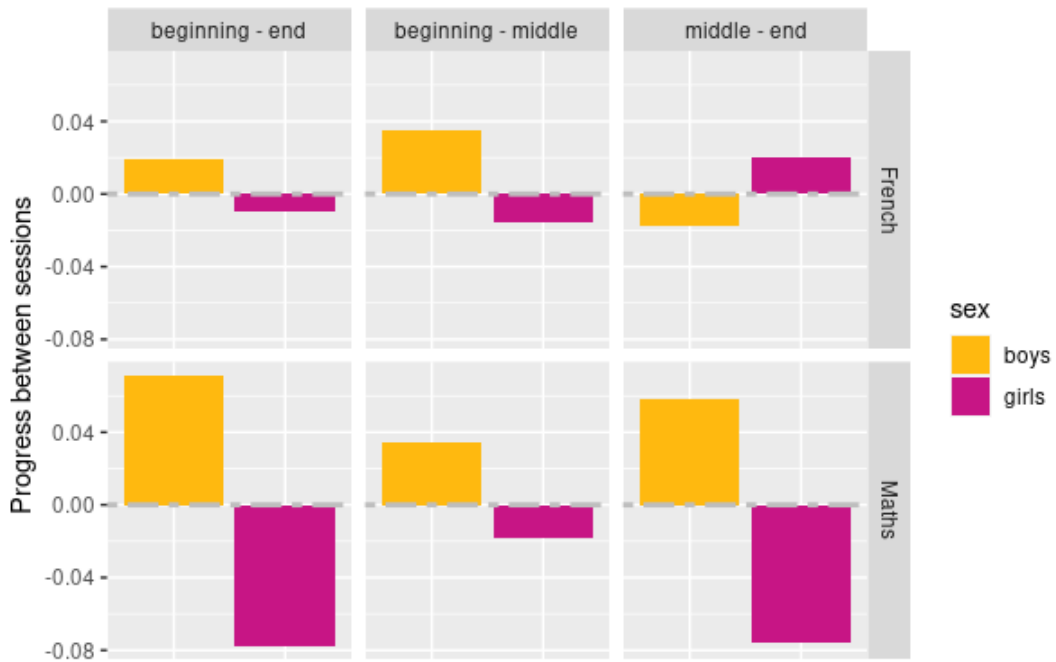 beginning - end
beginning - middle
middle - end
Progress between sessions
0.04
0.00
-0.04
-0.08
French
0.04
0.00
-0.04
-0.08
Maths
sex
boys
girls